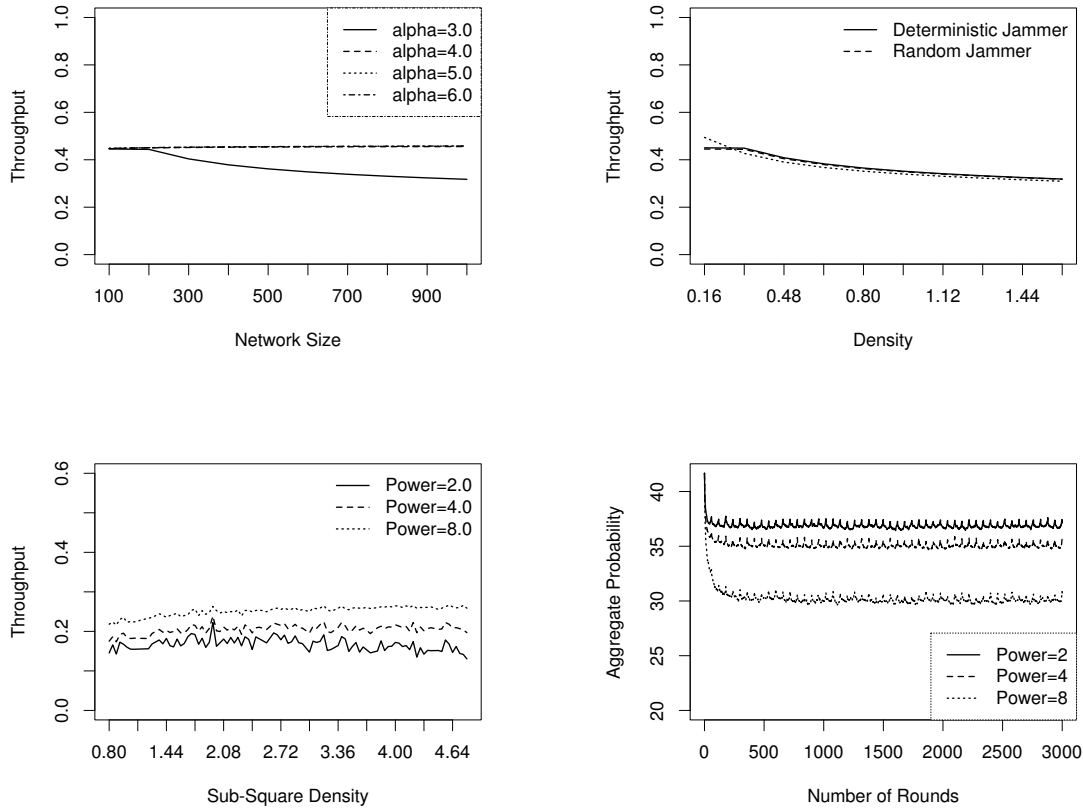 0.0 0.2 0.4 0.6 0.8 1.0
Throughput
alpha=3.0
alpha=4.0
alpha=5.0
alpha=6.0
100 300 500 700 900
Network Size
0.0 0.2 0.4 0.6 0.8 1.0
Throughput
Deterministic Jammer
Random Jammer
0.16 0.48 0.80 1.12 1.44
Density
0.0 0.2 0.4 0.6
Throughput
Power=2.0
Power=4.0
Power=8.0
0.80 1.44 2.08 2.72 3.36 4.00 4.64
Sub-Square Density
20 25 30 35 40
Aggregate Probability
Power=2
Power=4
Power=8
0 500 1000 1500 2000 2500 3000
Number of Rounds